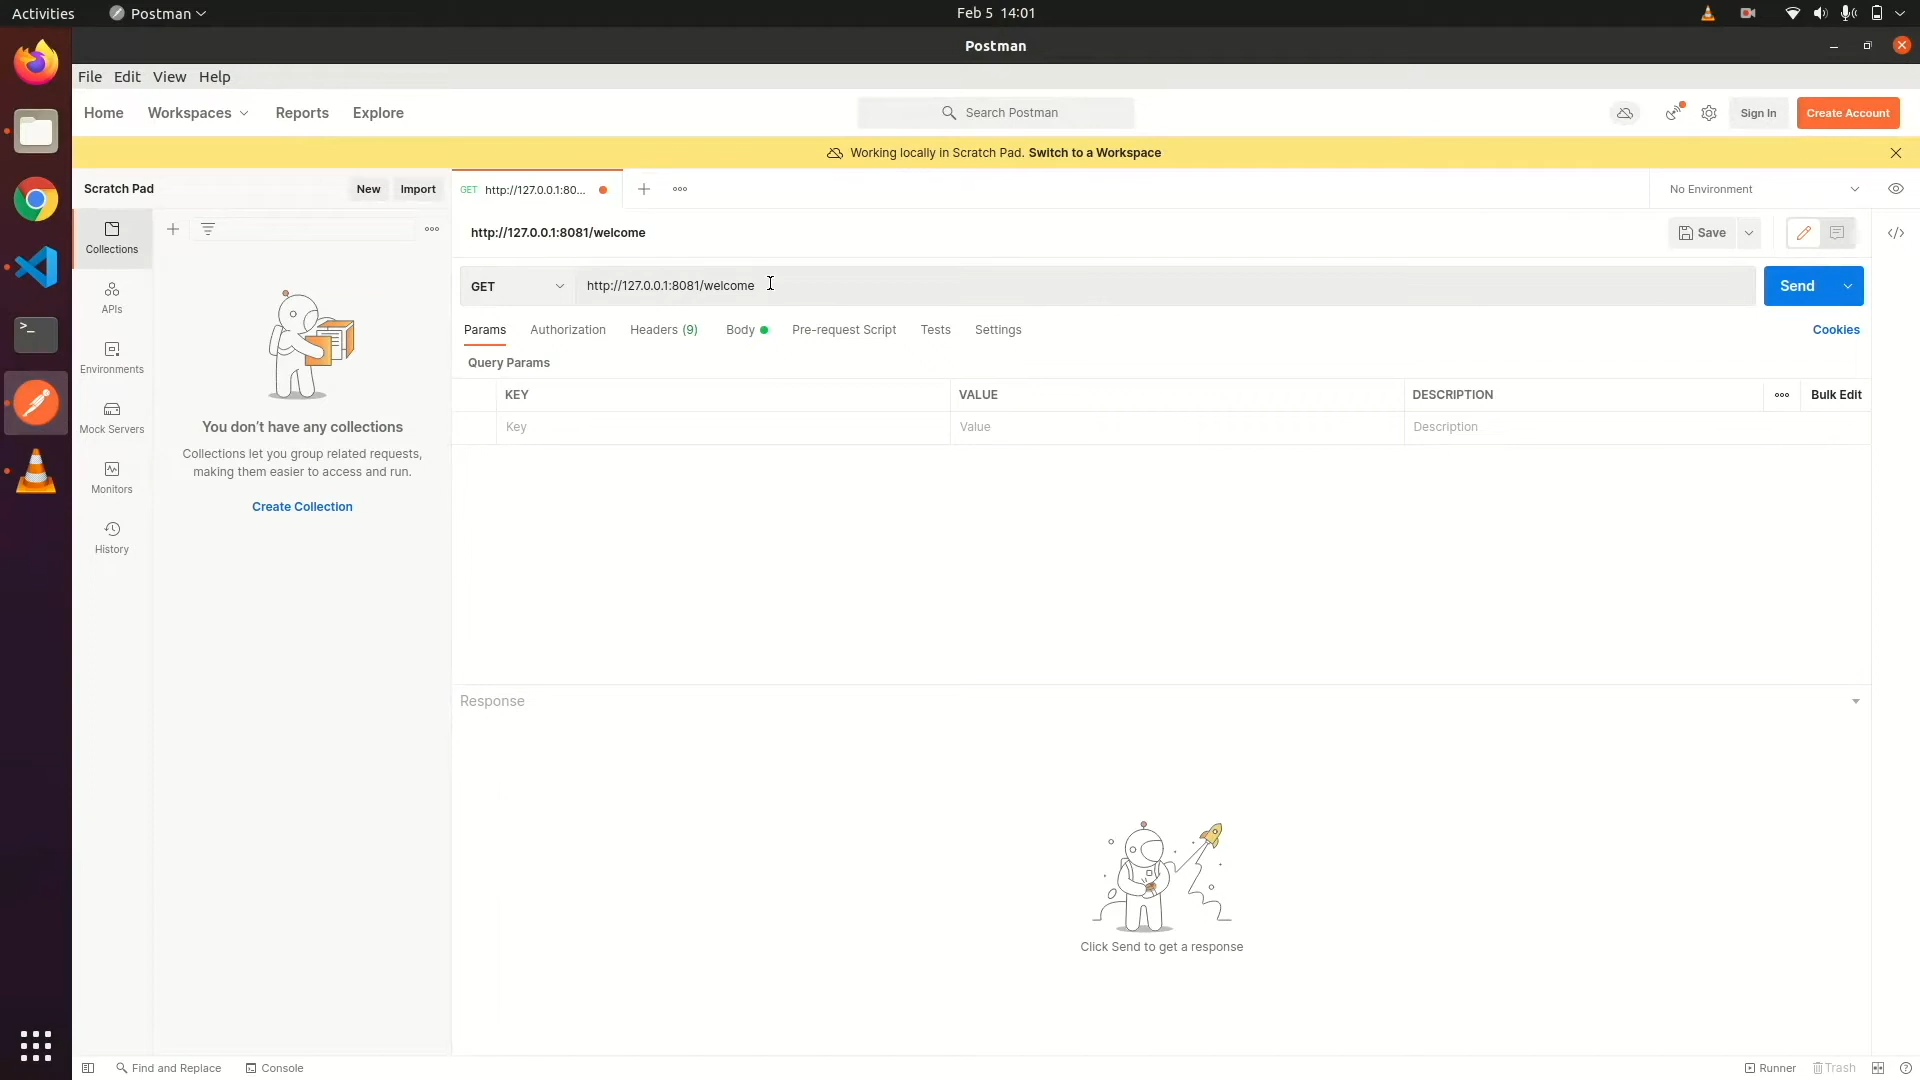 Activities
Postman
Feb 5 14:01
Postman
File Edit View Help
Home Workspaces Reports Explore
Search Postman
Sign In
Create Account
Working locally in Scratch Pad. Switch to a Workspace
Scratch Pad
New
Import
GET http://127.0.0.1:80...
No Environment
Collections
http://127.0.0.1:8081/welcome
Save
GET
http://127.0.0.1:8081/welcome
Send
APIs
Params Authorization Headers (9) Body Pre-request Script Tests Settings
Cookies
Environments
Query Params
KEY VALUE DESCRIPTION Bulk Edit
Key Value Description
Mock Servers
You don't have any collections
Collections let you group related requests,
making them easier to access and run.
Monitors
Create Collection
History
Response
Click Send to get a response
Find and Replace
Console
Runner
Trash